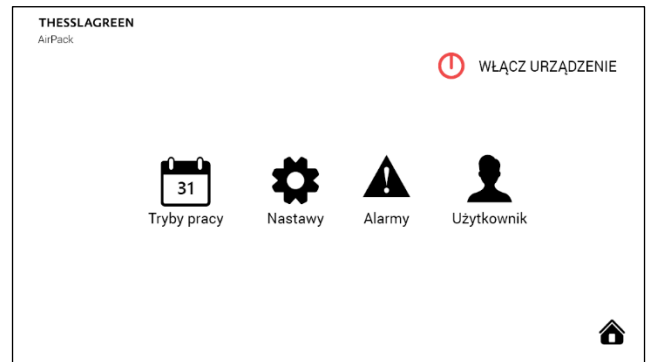 THESSLAGREEN
AirPack
WŁĄCZ URZĄDZENIE
31
Tryby pracy
Nastawy
Alarmy
Użytkownik